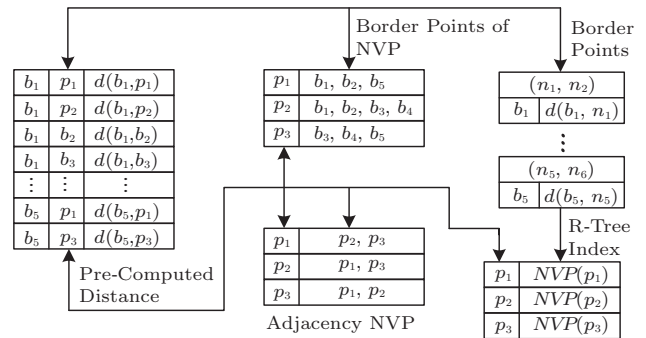 Border Points of
NVP
Border
Points
b₁ p₁ d(b₁,p₁)
b₁ p₂ d(b₁,p₂)
b₁ b₂ d(b₁,b₂)
b₁ b₃ d(b₁,b₃)
⋮ ⋮ ⋮
b₅ p₁ d(b₅,p₁)
b₅ p₃ d(b₅,p₃)
Pre-Computed
Distance
p₁ b₁, b₂, b₅
p₂ b₁, b₂, b₃, b₄
p₃ b₃, b₄, b₅
p₁ p₂, p₃
p₂ p₁, p₃
p₃ p₁, p₂
Adjacency NVP
(n₁, n₂)
b₁ d(b₁, n₁)
⋮
(n₅, n₆)
b₅ d(b₅, n₅)
R-Tree
Index
p₁ NVP(p₁)
p₂ NVP(p₂)
p₃ NVP(p₃)